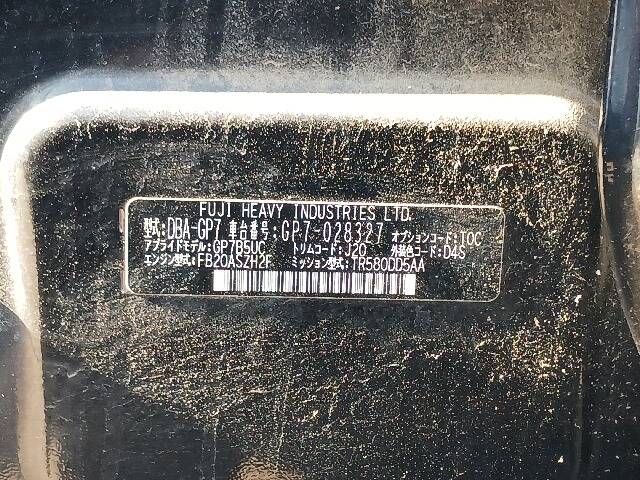 FUJI HEAVY INDUSTRIES LTD.
型式:DBA-GP7 車台番号:GP7-028327 オプションコード:IOC
アプライドモデル:GP7B5UC トリムコード:J20 外装色コード:D4S
エンジン型式:FB20ASZH2F ミッション型式:TR580DD5AA